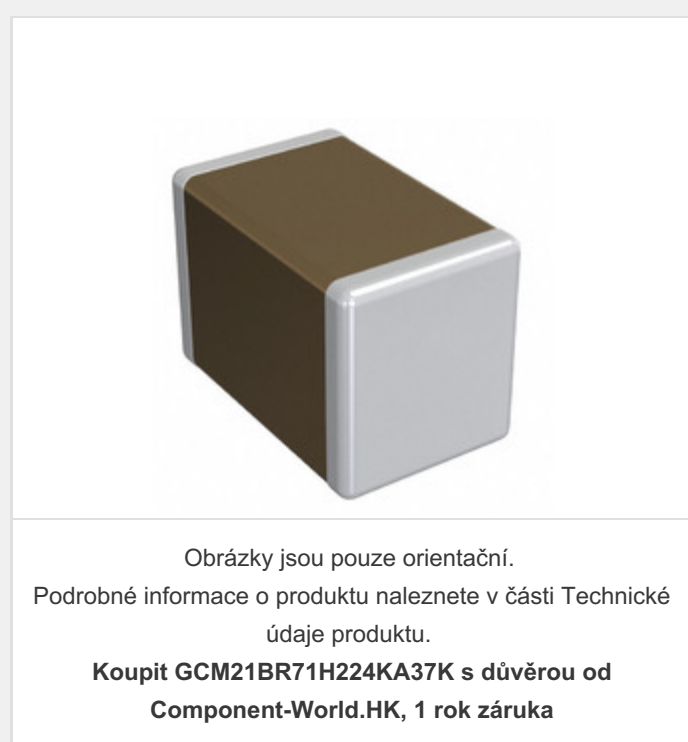 Obrázky jsou pouze orientační.
Podrobné informace o produktu naleznete v části Technické
údaje produktu.
Koupit GCM21BR71H224KA37K s důvěrou od
Component-World.HK, 1 rok záruka